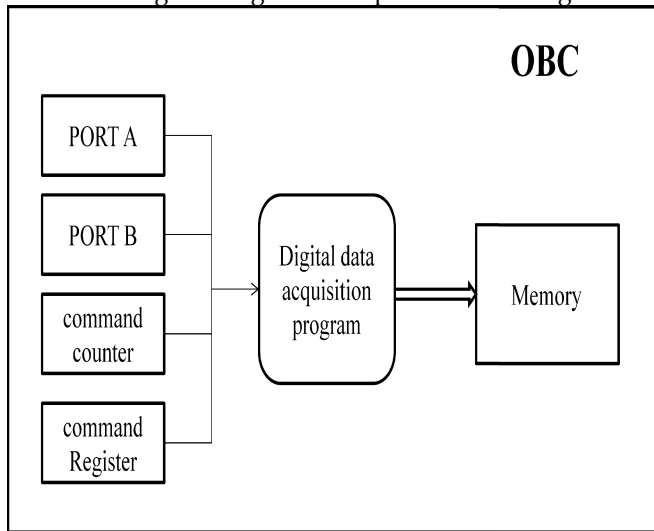 OBC
PORT A
PORT B
command
counter
command
Register
Digital data
acquisition
program
Memory